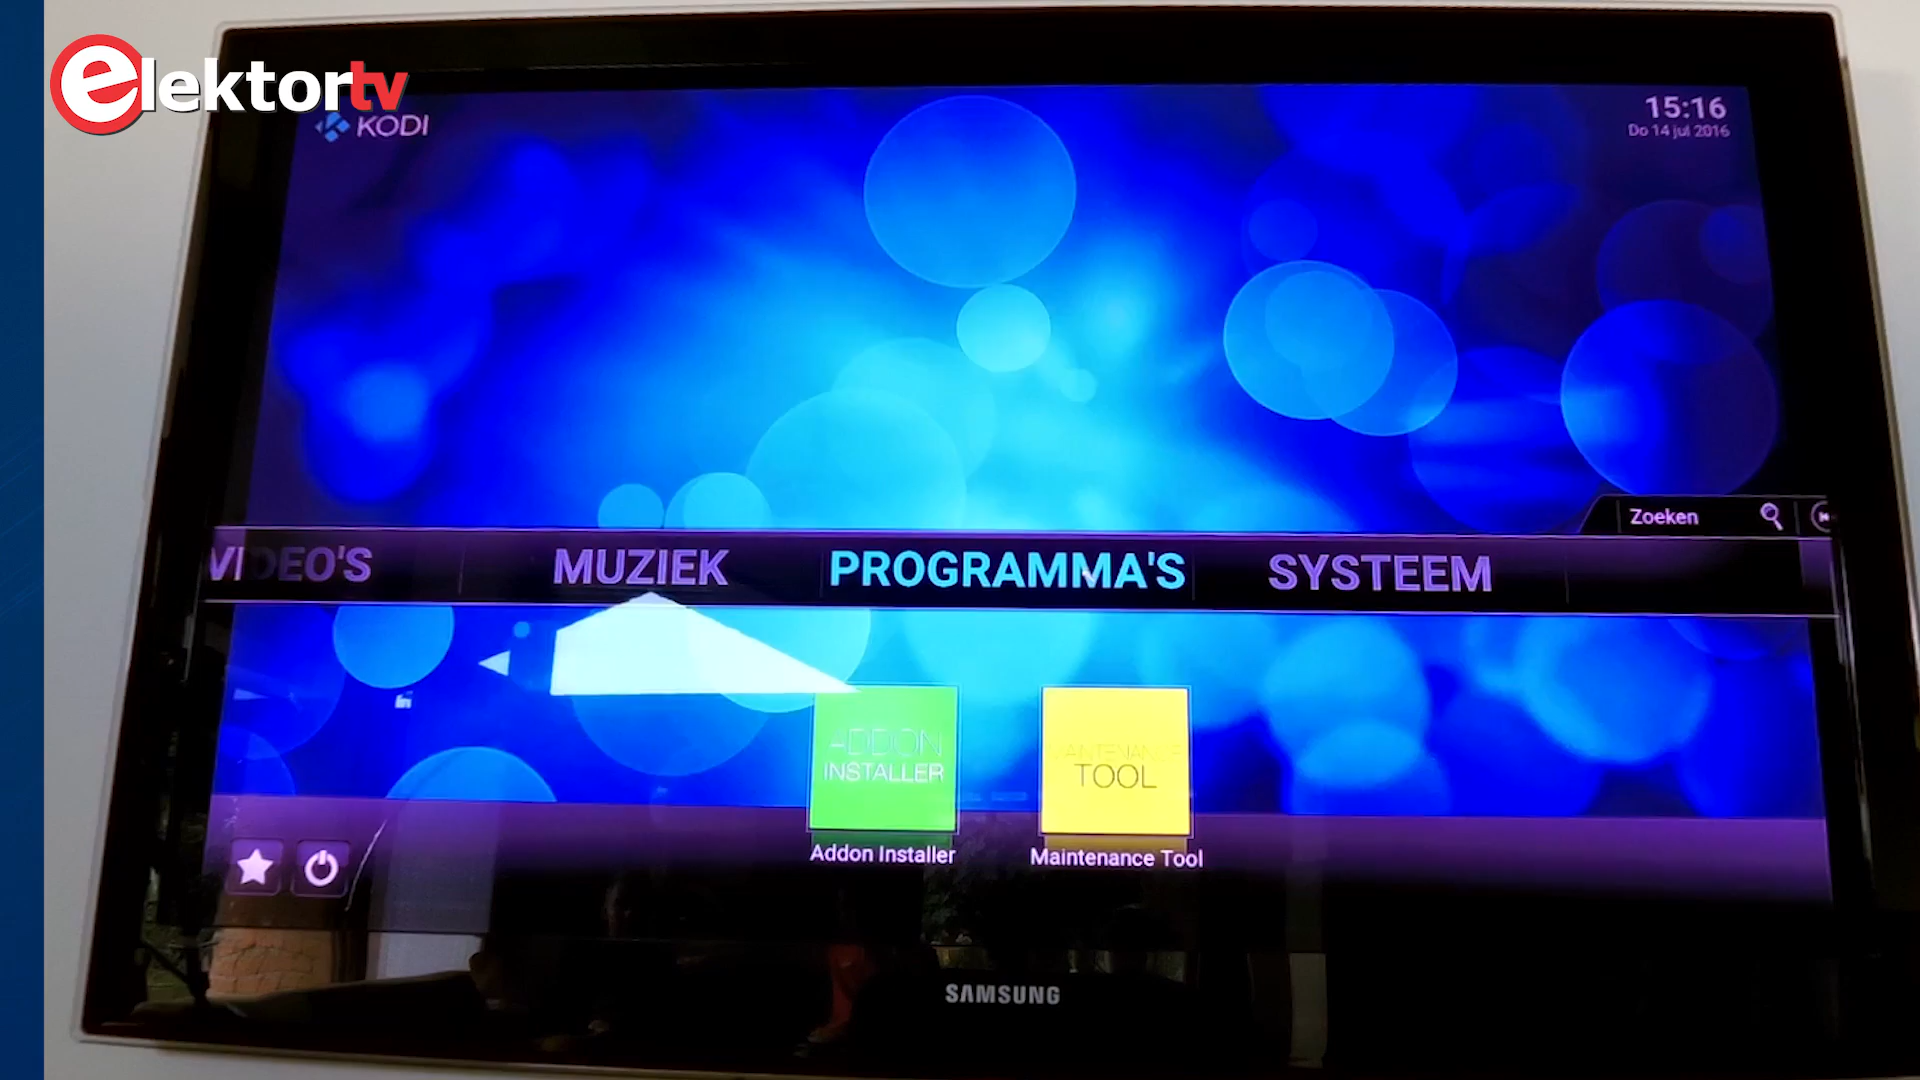 elektortv
KODI
15:16
Do 14 jul 2016
Zoeken
VIDEO'S
MUZIEK
PROGRAMMA'S
SYSTEEM
ADDON
INSTALLER
MAINTENANCE
TOOL
Addon Installer
Maintenance Tool
SAMSUNG